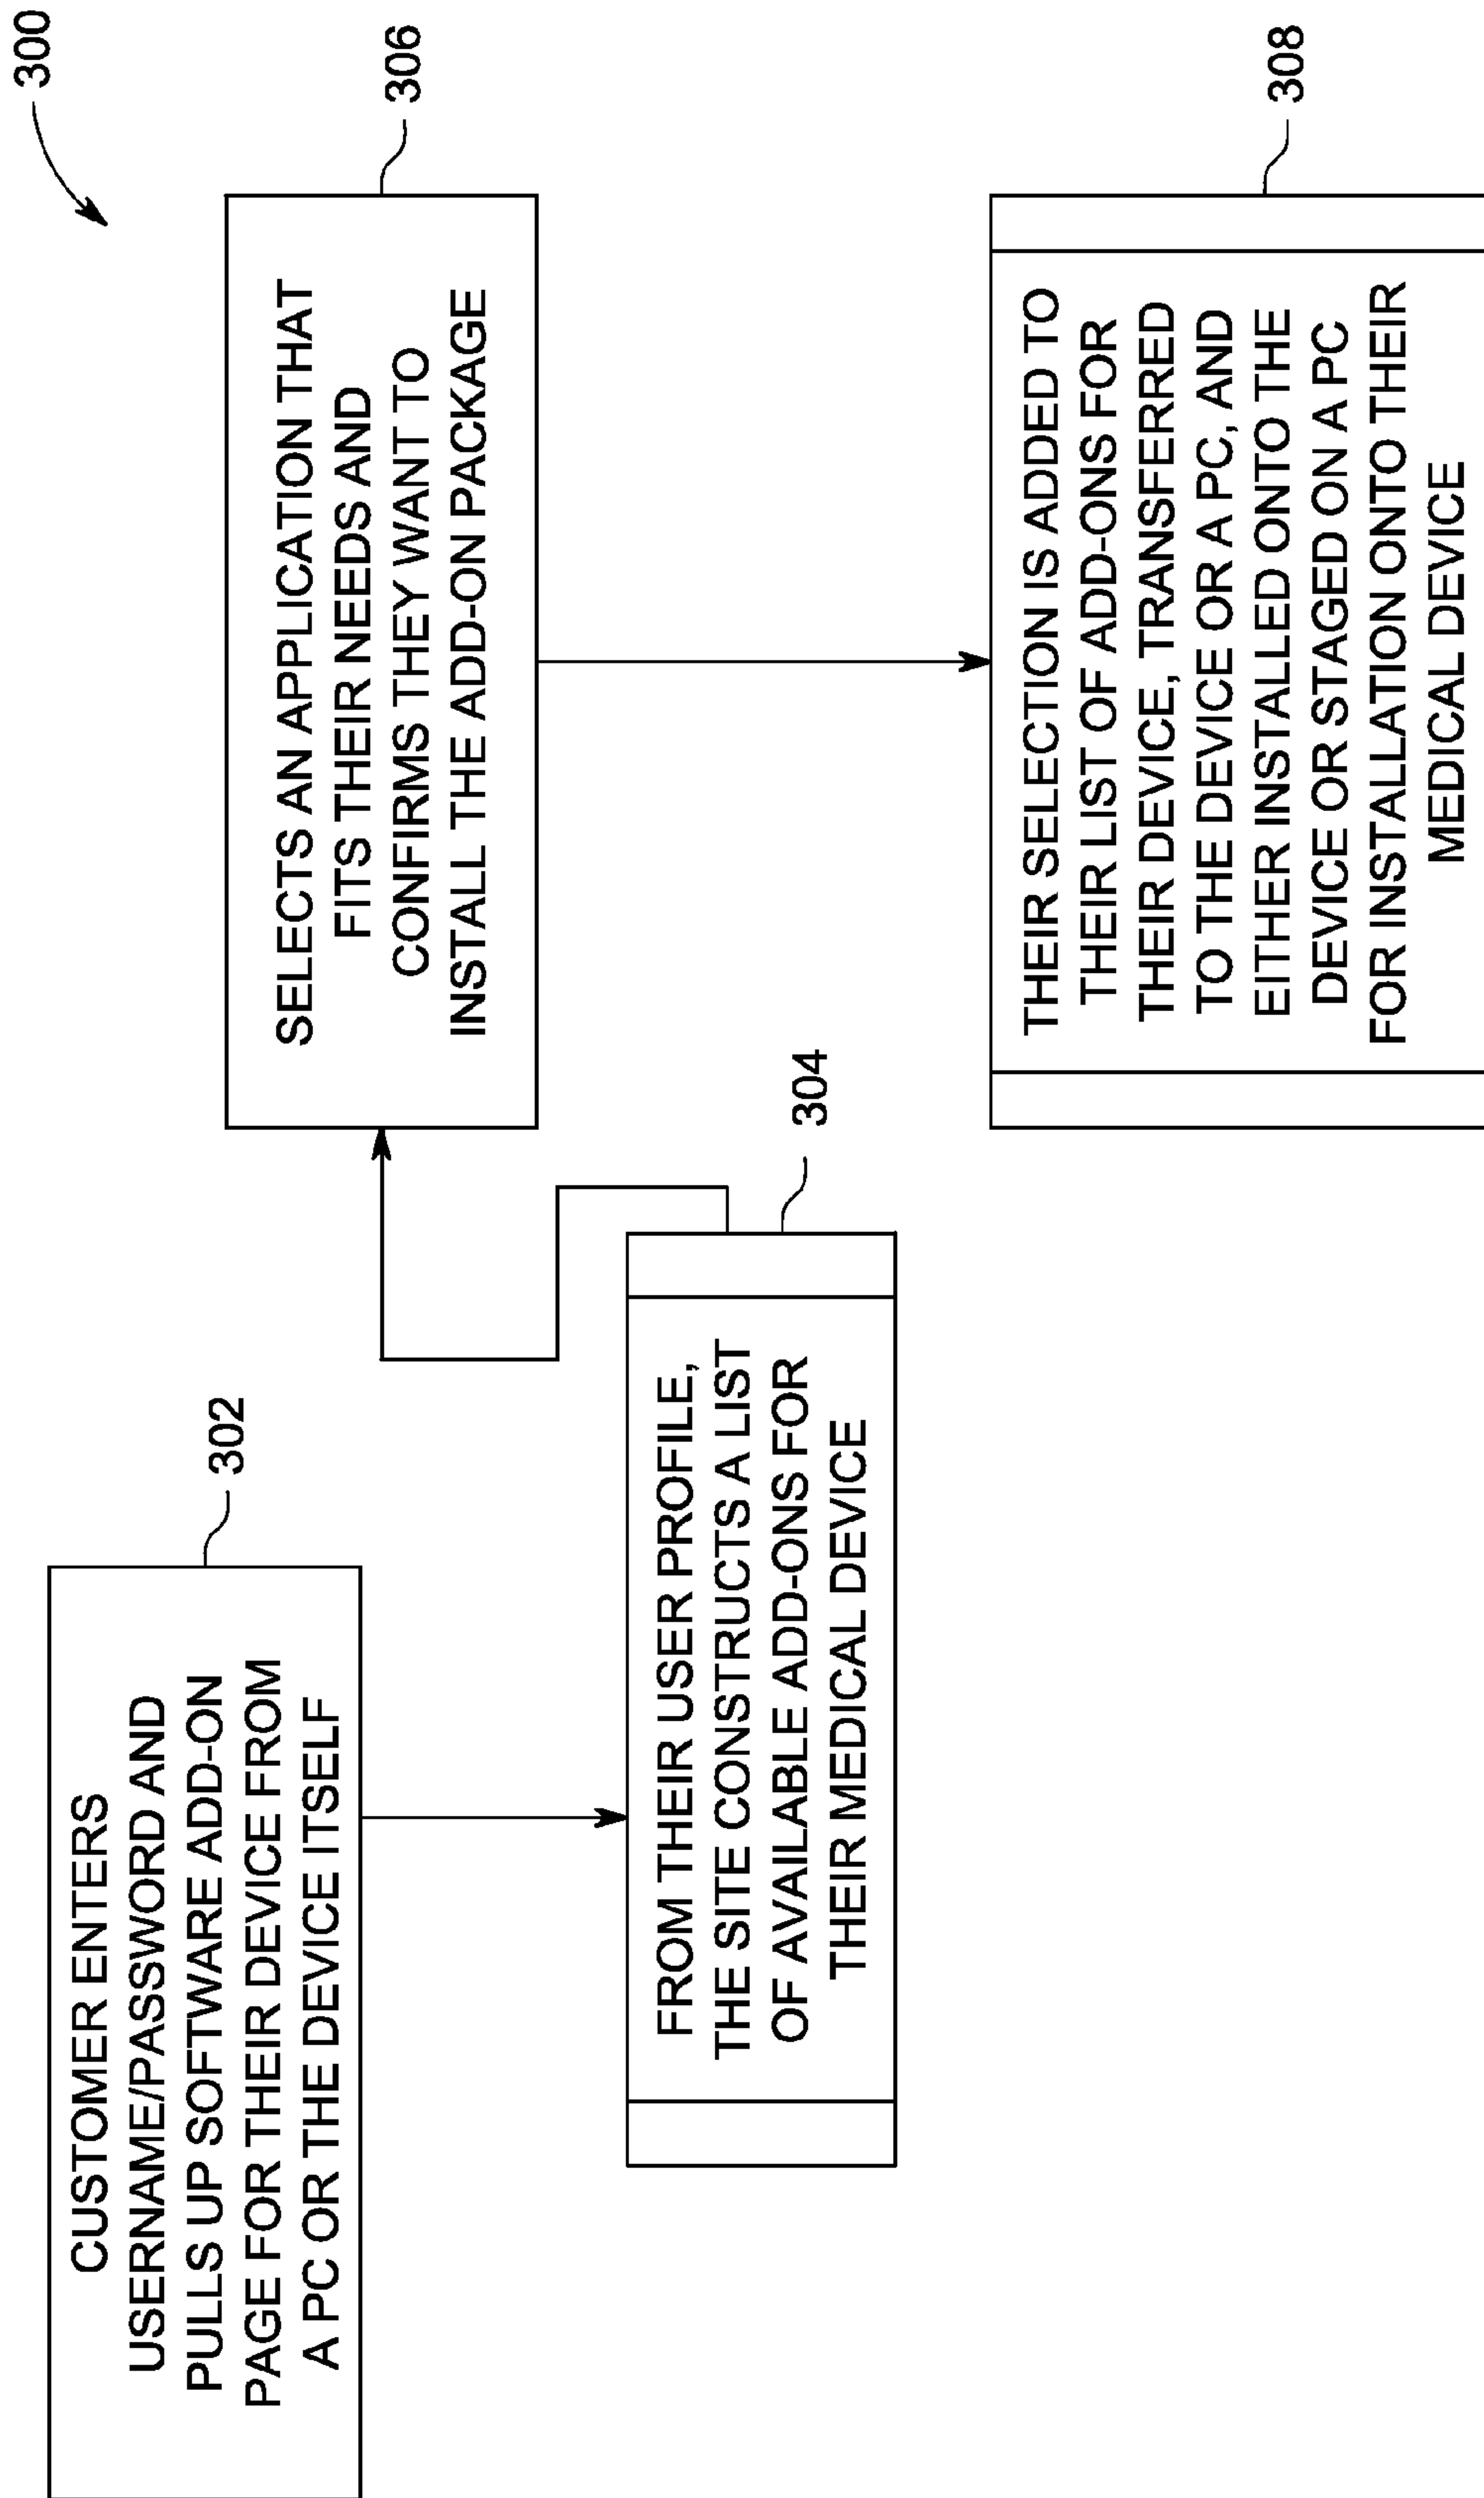 300
CUSTOMER ENTERS
USERNAME/PASSWORD AND
PULLS UP SOFTWARE ADD-ON
PAGE FOR THEIR DEVICE FROM
A PC OR THE DEVICE ITSELF
302
FROM THEIR USER PROFILE,
THE SITE CONSTRUCTS A LIST
OF AVAILABLE ADD-ONS FOR
THEIR MEDICAL DEVICE
304
SELECTS AN APPLICATION THAT
FITS THEIR NEEDS AND
CONFIRMS THEY WANT TO
INSTALL THE ADD-ON PACKAGE
306
THEIR SELECTION IS ADDED TO
THEIR LIST OF ADD-ONS FOR
THEIR DEVICE, TRANSFERRED
TO THE DEVICE OR A PC, AND
EITHER INSTALLED ONTO THE
DEVICE OR STAGED ON A PC
FOR INSTALLATION ONTO THEIR
MEDICAL DEVICE
308